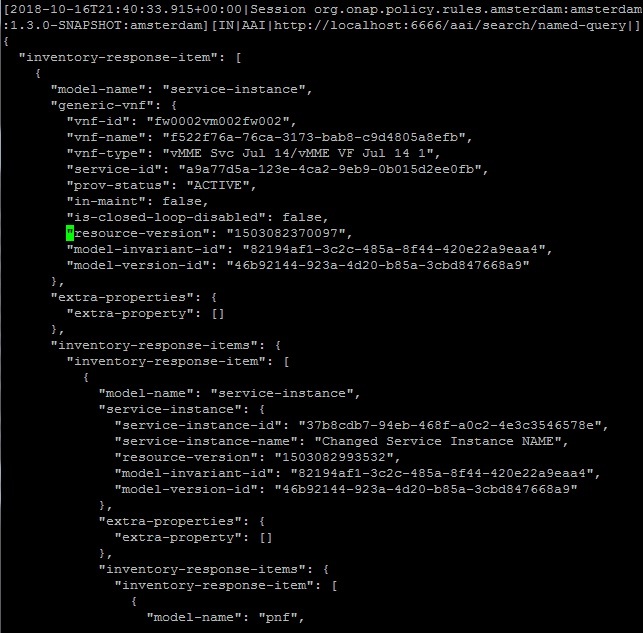 [2018-10-16T21:40:33.915+00:00|Session org.onap.policy.rules.amsterdam:amsterdam
:1.3.0-SNAPSHOT:amsterdam][IN|AAI|http://localhost:6666/aai/search/named-query|]
{
  "inventory-response-item": [
    {
      "model-name": "service-instance",
      "generic-vnf": {
        "vnf-id": "fw0002vm002fw002",
        "vnf-name": "f522f76a-76ca-3173-bab8-c9d4805a8efb",
        "vnf-type": "vMME Svc Jul 14/vMME VF Jul 14 1",
        "service-id": "a9a77d5a-123e-4ca2-9eb9-0b015d2ee0fb",
        "prov-status": "ACTIVE",
        "in-maint": false,
        "is-closed-loop-disabled": false,
        "resource-version": "1503082370097",
        "model-invariant-id": "82194af1-3c2c-485a-8f44-420e22a9eaa4",
        "model-version-id": "46b92144-923a-4d20-b85a-3cbd847668a9"
      },
      "extra-properties": {
        "extra-property": []
      },
      "inventory-response-items": {
        "inventory-response-item": [
          {
            "model-name": "service-instance",
            "service-instance": {
              "service-instance-id": "37b8cdb7-94eb-468f-a0c2-4e3c3546578e",
              "service-instance-name": "Changed Service Instance NAME",
              "resource-version": "1503082993532",
              "model-invariant-id": "82194af1-3c2c-485a-8f44-420e22a9eaa4",
              "model-version-id": "46b92144-923a-4d20-b85a-3cbd847668a9"
            },
            "extra-properties": {
              "extra-property": []
            },
            "inventory-response-items": {
              "inventory-response-item": [
                {
                  "model-name": "pnf",